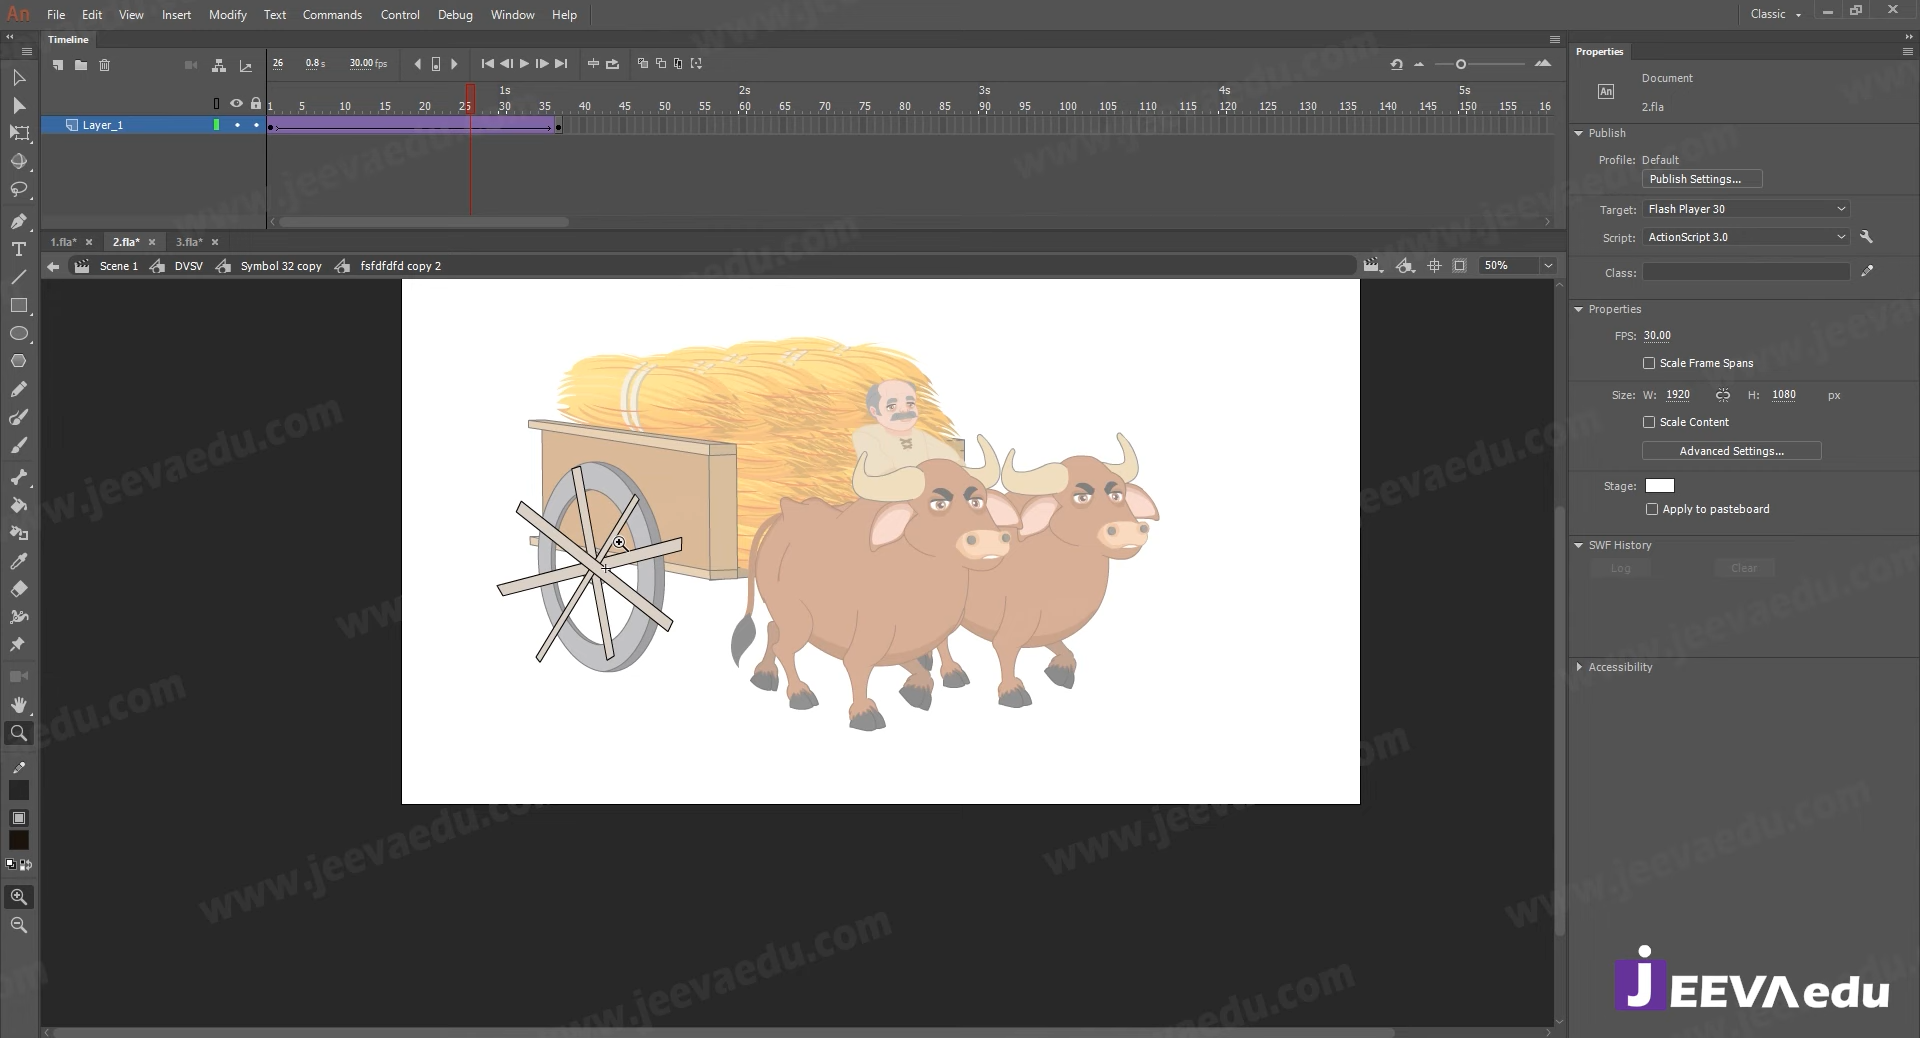 An File Edit View Insert Modify Text Commands Control Debug Window Help Classic
Timeline
26 0.8 s 30.00 fps
1s 2s 3s 4s 5s
1 5 10 15 20 25 30 35 40 45 50 55 60 65 70 75 80 85 90 95 100 105 110 115 120 125 130 135 140 145 150 155 16
Layer_1
1.fla* 2.fla* 3.fla*
Scene 1 DVSV Symbol 32 copy fsfdfdfd copy 2 50%
Properties
Document
An
2.fla
Publish
Profile: Default
Publish Settings...
Target: Flash Player 30
Script: ActionScript 3.0
Class:
Properties
FPS: 30.00
Scale Frame Spans
Size: W: 1920 H: 1080 px
Scale Content
Advanced Settings...
Stage:
Apply to pasteboard
SWF History
Log Clear
Accessibility
www.jeevaedu.com
JEEVA edu